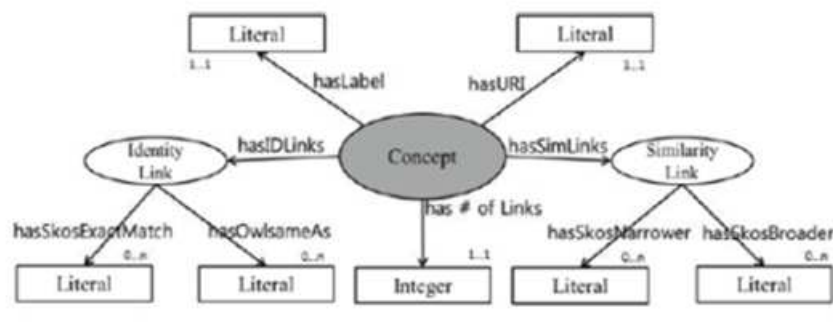 Literal
Literal
1..1
1..1
hasLabel
hasURI
Identity
Link
hasIDLinks
Concept
hasSimLinks
Similarity
Link
has # of Links
hasSkosExactMatch
hasOwlsameAs
hasSkosNarrower
hasSkosBroader
0..n
0..n
1..1
0..n
0..n
Literal
Literal
Integer
Literal
Literal